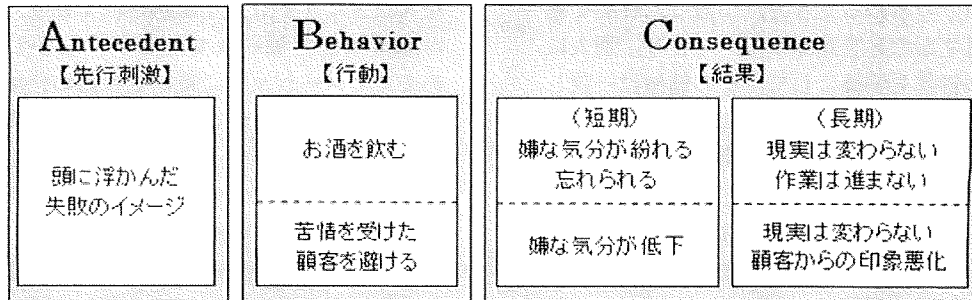 Antecedent
【先行刺激】
頭に浮かんだ
失敗のイメージ
Behavior
【行動】
お酒を飲む
苦情を受けた
顧客を避ける
Consequence
【結果】
〈短期〉
嫌な気分が紛れる
忘れられる
嫌な気分が低下
〈長期〉
現実は変わらない
作業は進まない
現実は変わらない
顧客からの印象悪化